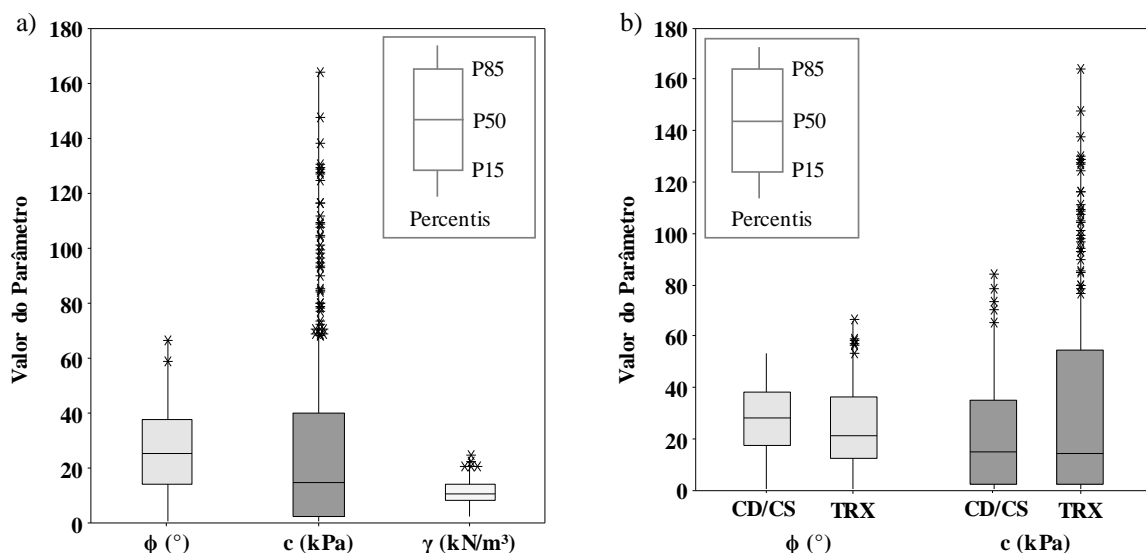 a)
180
160
140
120
100
80
60
40
20
0
Valor do Parâmetro
P85
P50
P15
Percentis
ϕ (°) c (kPa) γ (kN/m³)
b)
180
160
140
120
100
80
60
40
20
0
Valor do Parâmetro
P85
P50
P15
Percentis
CD/CS TRX CD/CS TRX
ϕ (°) c (kPa)